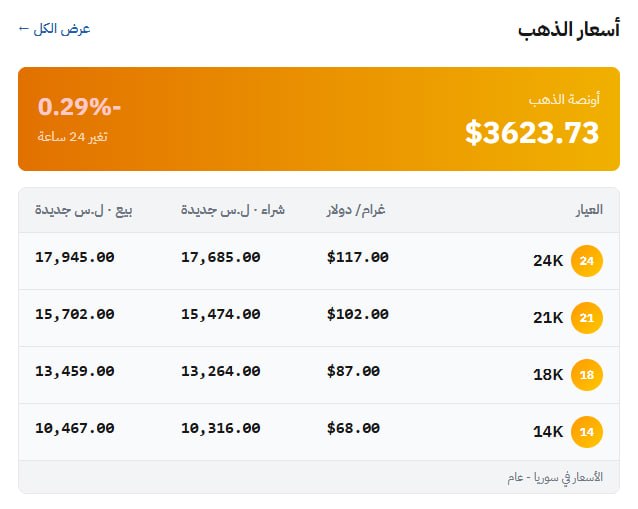 أسعار الذهب
عرض الكل ←
أونصة الذهب
$3623.73
-0.29%
تغير 24 ساعة
العيار غرام/ دولار شراء · ل.س جديدة بيع · ل.س جديدة
24 24K $117.00 17,685.00 17,945.00
21 21K $102.00 15,474.00 15,702.00
18 18K $87.00 13,264.00 13,459.00
14 14K $68.00 10,316.00 10,467.00
الأسعار في سوريا - عام